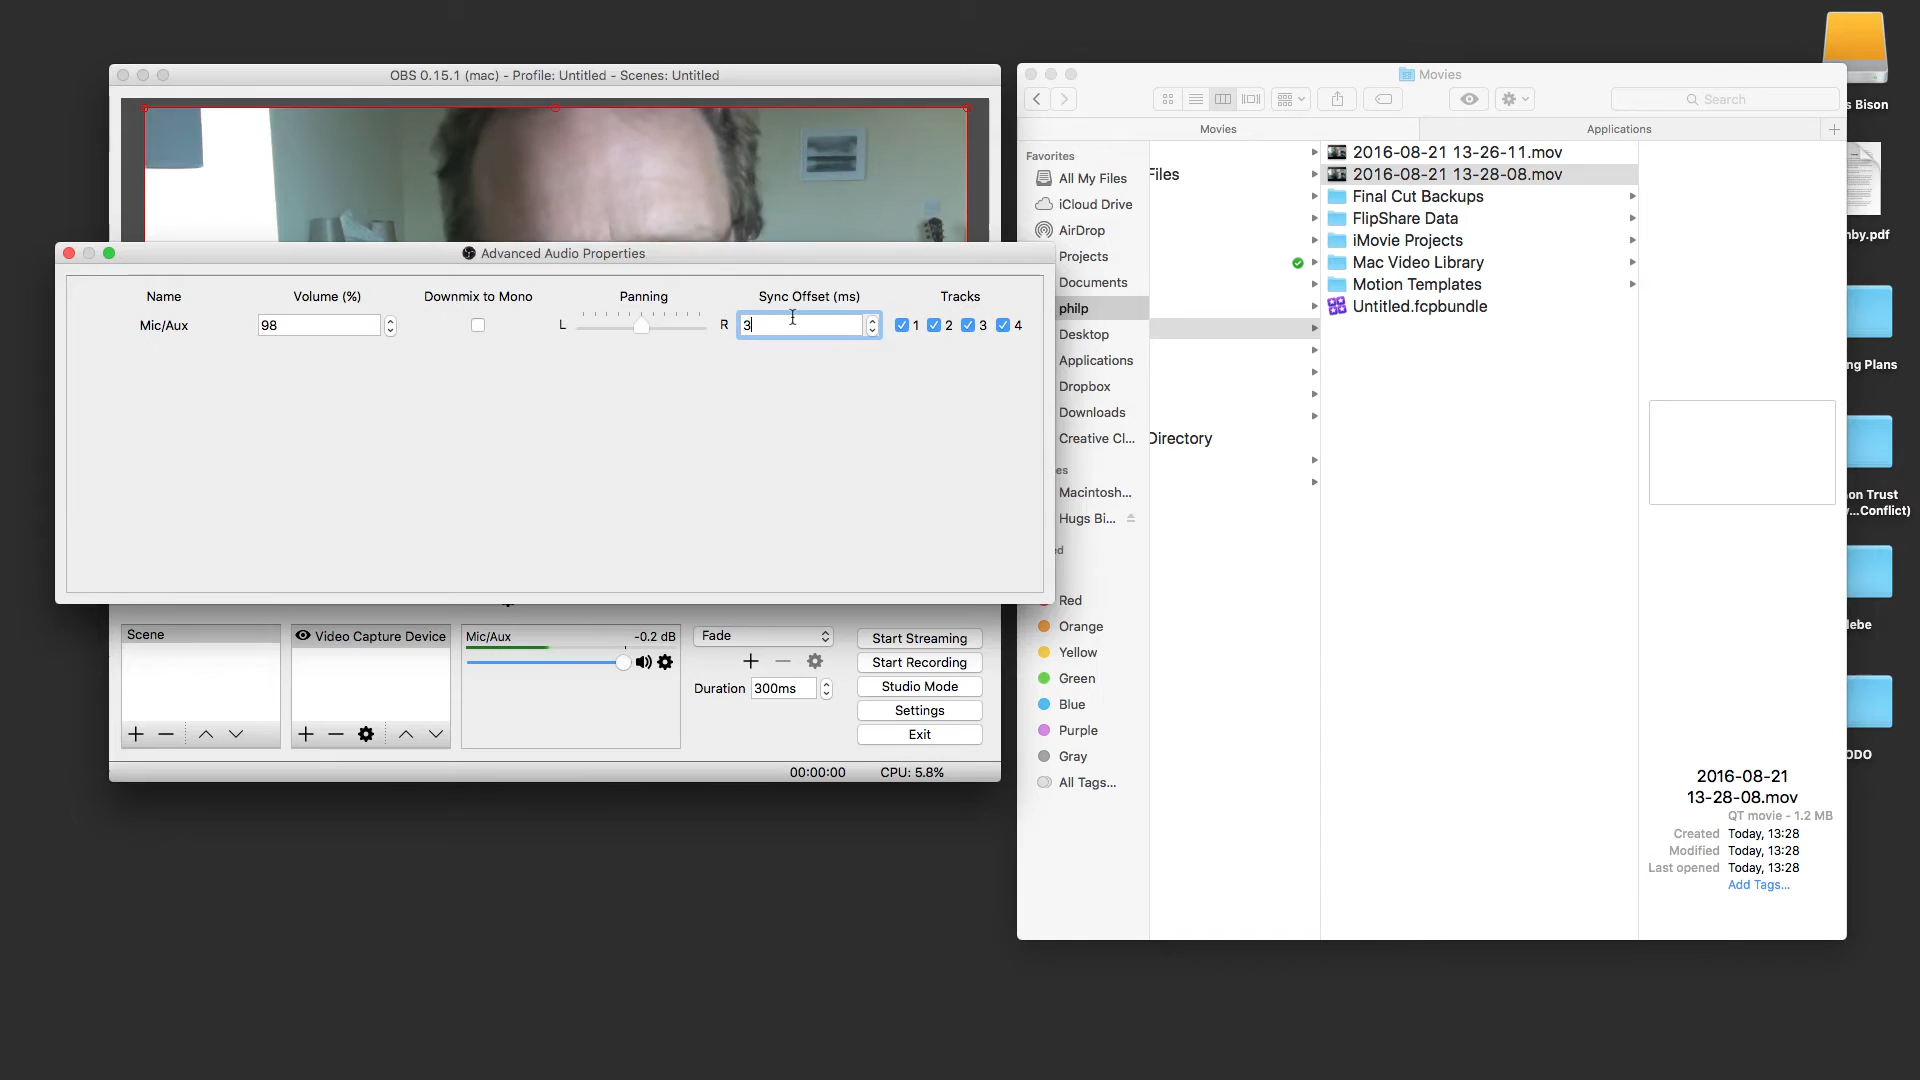 OBS 0.15.1 (mac) - Profile: Untitled - Scenes: Untitled
Advanced Audio Properties
Name
Volume (%)
Downmix to Mono
Panning
Sync Offset (ms)
Tracks
Mic/Aux
98
L
R
3
1
2
3
4
Scene
Video Capture Device
Mic/Aux
-0.2 dB
Fade
Duration
300ms
Start Streaming
Start Recording
Studio Mode
Settings
Exit
00:00:00
CPU: 5.8%
Movies
Search
Movies
Applications
Favorites
All My Files
iCloud Drive
AirDrop
Projects
Documents
philp
Desktop
Applications
Dropbox
Downloads
Creative Cl...
es
Macintosh...
Hugs Bi...
ed
Red
Orange
Yellow
Green
Blue
Purple
Gray
All Tags...
Files
Directory
2016-08-21 13-26-11.mov
2016-08-21 13-28-08.mov
Final Cut Backups
FlipShare Data
iMovie Projects
Mac Video Library
Motion Templates
Untitled.fcpbundle
2016-08-21
13-28-08.mov
QT movie - 1.2 MB
Created Today, 13:28
Modified Today, 13:28
Last opened Today, 13:28
Add Tags...
s Bison
nby.pdf
ng Plans
on Trust
...Conflict)
lebe
ODO